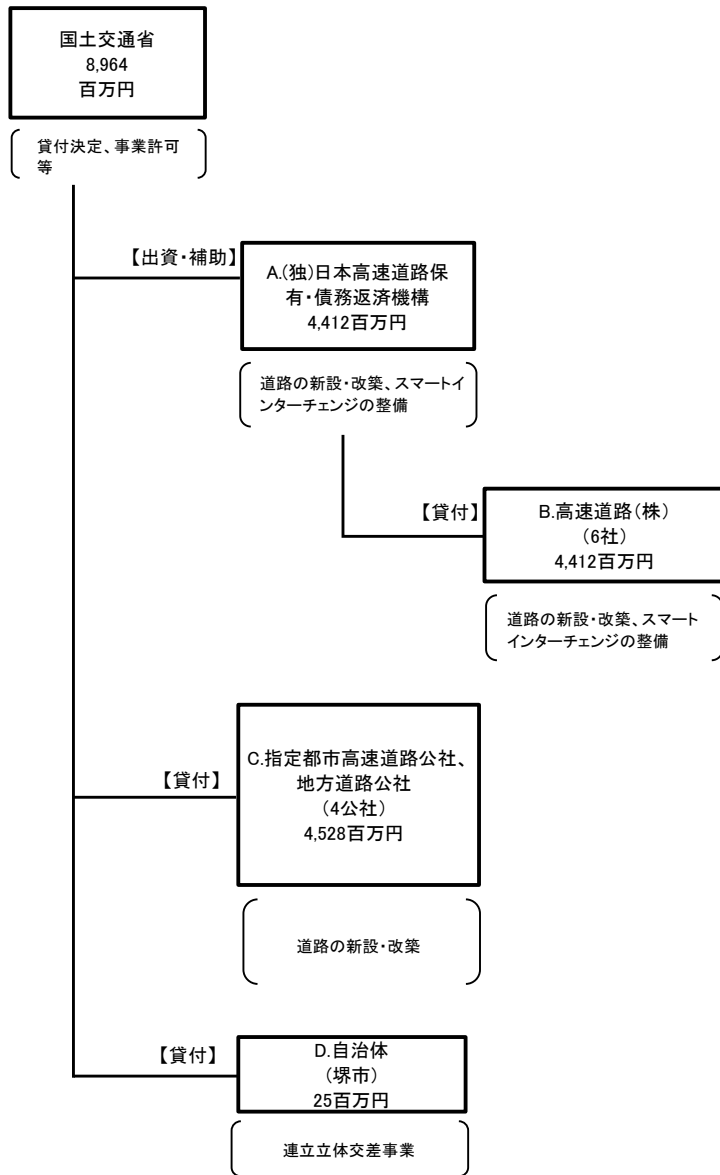 国土交通省
8,964
百万円
貸付決定、事業許可
等
【出資・補助】
A.(独)日本高速道路保
有・債務返済機構
4,412百万円
道路の新設・改築、スマートイ
ンターチェンジの整備
【貸付】
B.高速道路(株)
(6社)
4,412百万円
道路の新設・改築、スマート
インターチェンジの整備
【貸付】
C.指定都市高速道路公社、
地方道路公社
(4公社)
4,528百万円
道路の新設・改築
【貸付】
D.自治体
(堺市)
25百万円
連立立体交差事業